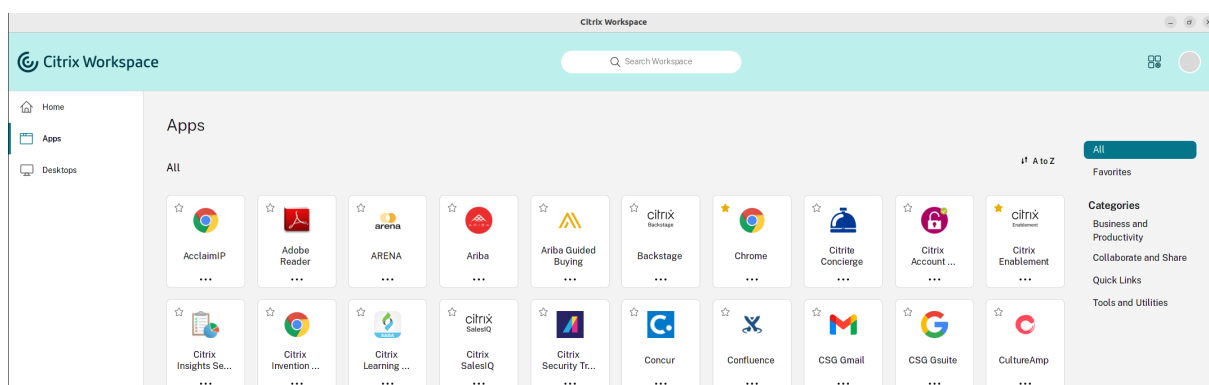 Citrix Workspace
Citrix Workspace
Search Workspace
Home
Apps
Desktops
Apps
All
A to Z
All
Favorites
Categories
Business and
Productivity
Collaborate and Share
Quick Links
Tools and Utilities
AcclaimIP
Adobe
Reader
arena
ARENA
ARIBA
Ariba
Ariba Guided
Buying
citrix
Backstage
Backstage
Chrome
Citrite
Concierge
Citrix
Account ...
citrix
Enablement
Citrix
Enablement
Citrix
Insights Se...
Citrix
Invention ...
Citrix
Learning ...
citrix
SalesIQ
Citrix
SalesIQ
Citrix
Security Tr...
C.
Concur
Confluence
CSG Gmail
CSG Gsuite
CultureAmp